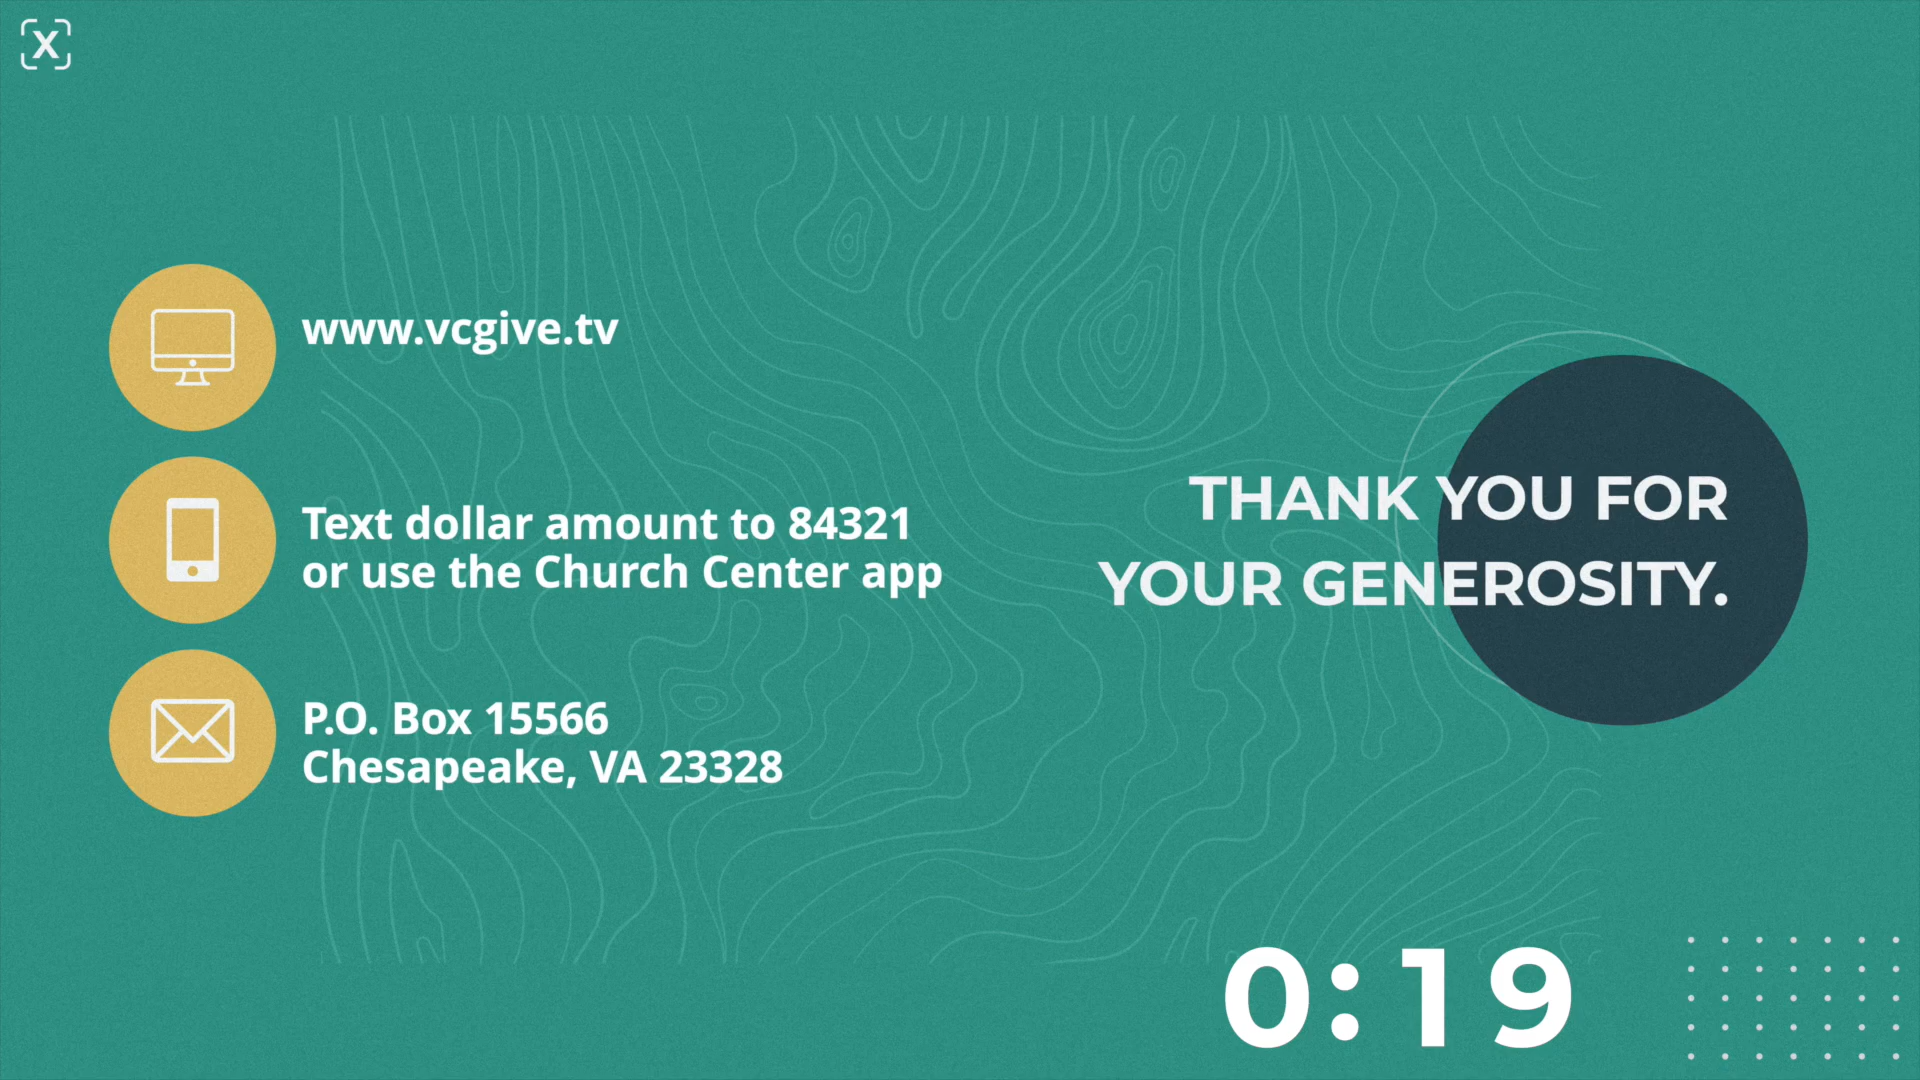 X
www.vcgive.tv
Text dollar amount to 84321
or use the Church Center app
P.O. Box 15566
Chesapeake, VA 23328
THANK YOU FOR
YOUR GENEROSITY.
0:19